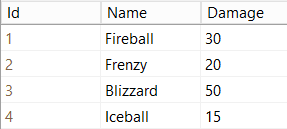 Id Name Damage
1 Fireball 30
2 Frenzy 20
3 Blizzard 50
4 Iceball 15